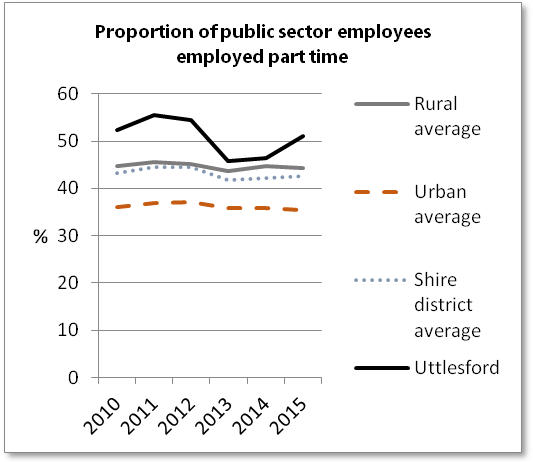 Proportion of public sector employees
employed part time
60
50
40
30
20
10
0
%
2010
2011
2012
2013
2014
2015
Rural
average
Urban
average
Shire
district
average
Uttlesford